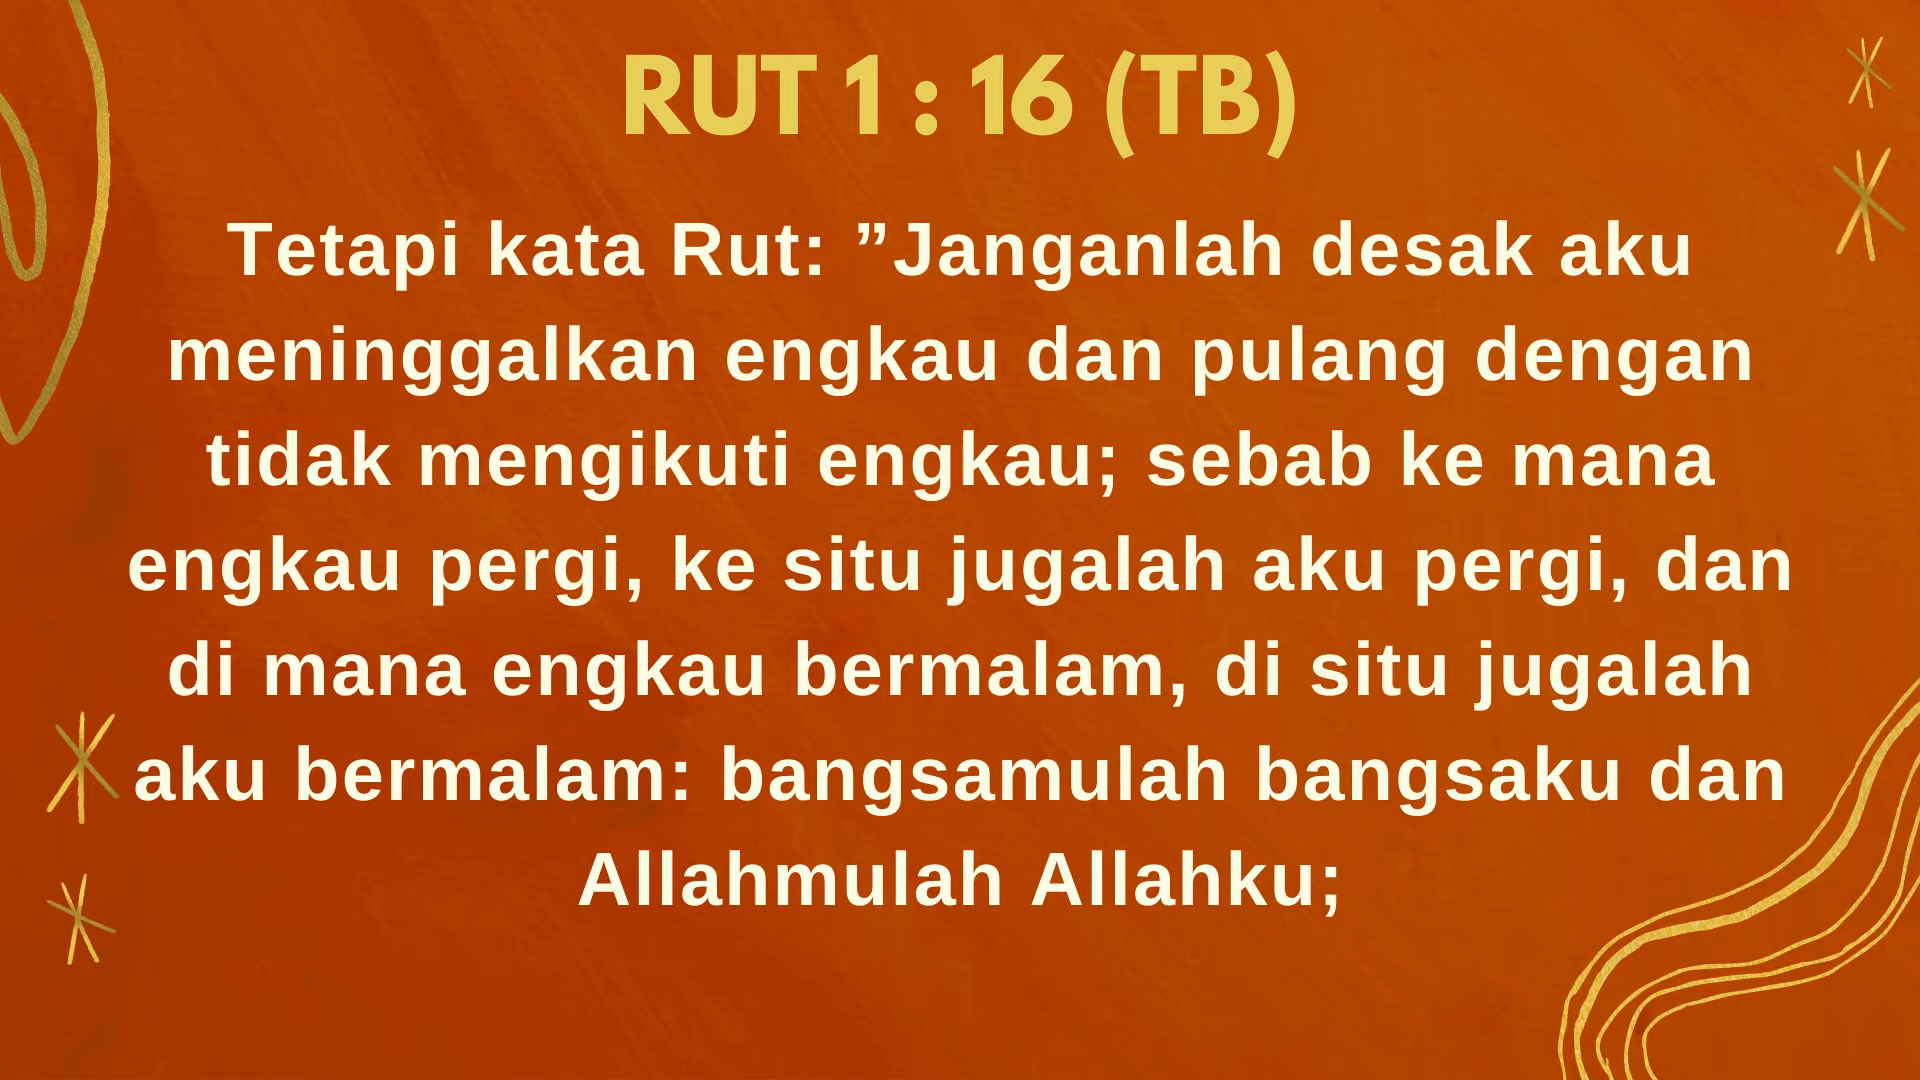 RUT 1 : 16 (TB)
Tetapi kata Rut: ”Janganlah desak aku
meninggalkan engkau dan pulang dengan
tidak mengikuti engkau; sebab ke mana
engkau pergi, ke situ jugalah aku pergi, dan
di mana engkau bermalam, di situ jugalah
aku bermalam: bangsamulah bangsaku dan
Allahmulah Allahku;